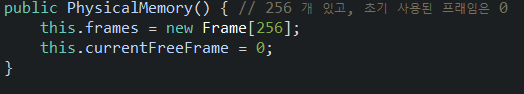 public PhysicalMemory() { // 256 개 있고, 초기 사용된 프래임은 0
    this.frames = new Frame[256];
    this.currentFreeFrame = 0;
}